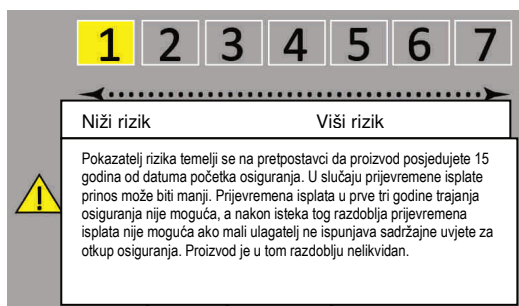 1 2 3 4 5 6 7
Niži rizik Viši rizik
Pokazatelj rizika temelji se na pretpostavci da proizvod posjedujete 15
godina od datuma početka osiguranja. U slučaju prijevremene isplate
prinos može biti manji. Prijevremena isplata u prve tri godine trajanja
osiguranja nije moguća, a nakon isteka tog razdoblja prijevremena
isplata nije moguća ako mali ulagatelj ne ispunjava sadržajne uvjete za
otkup osiguranja. Proizvod je u tom razdoblju nelikvidan.